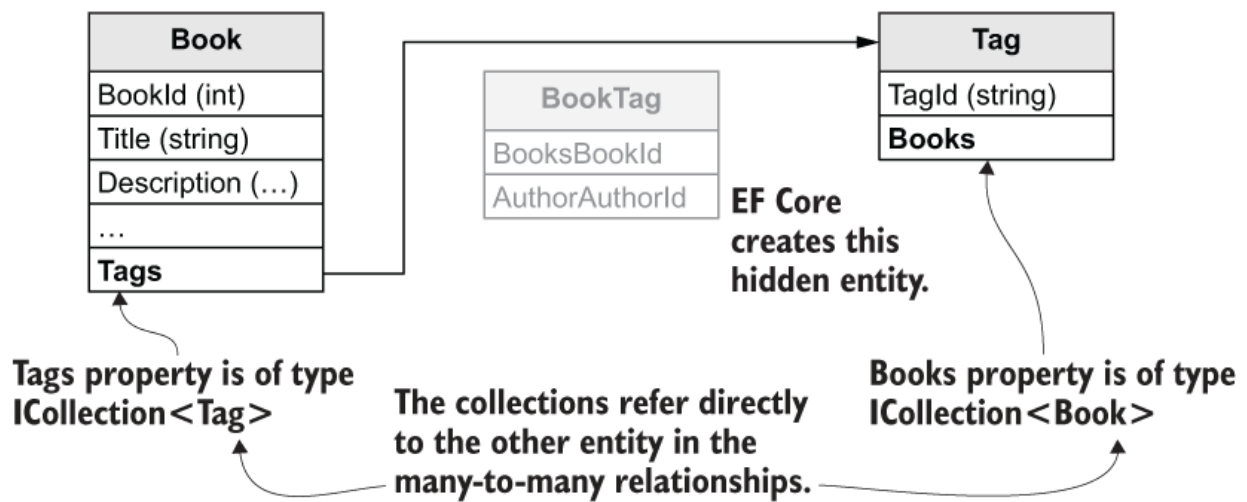 Book
BookId (int)
Title (string)
Description (…)
…
Tags
BookTag
BooksBookId
AuthorAuthorId
Tag
TagId (string)
Books
EF Core
creates this
hidden entity.
Tags property is of type
ICollection<Tag>
The collections refer directly
to the other entity in the
many-to-many relationships.
Books property is of type
ICollection<Book>